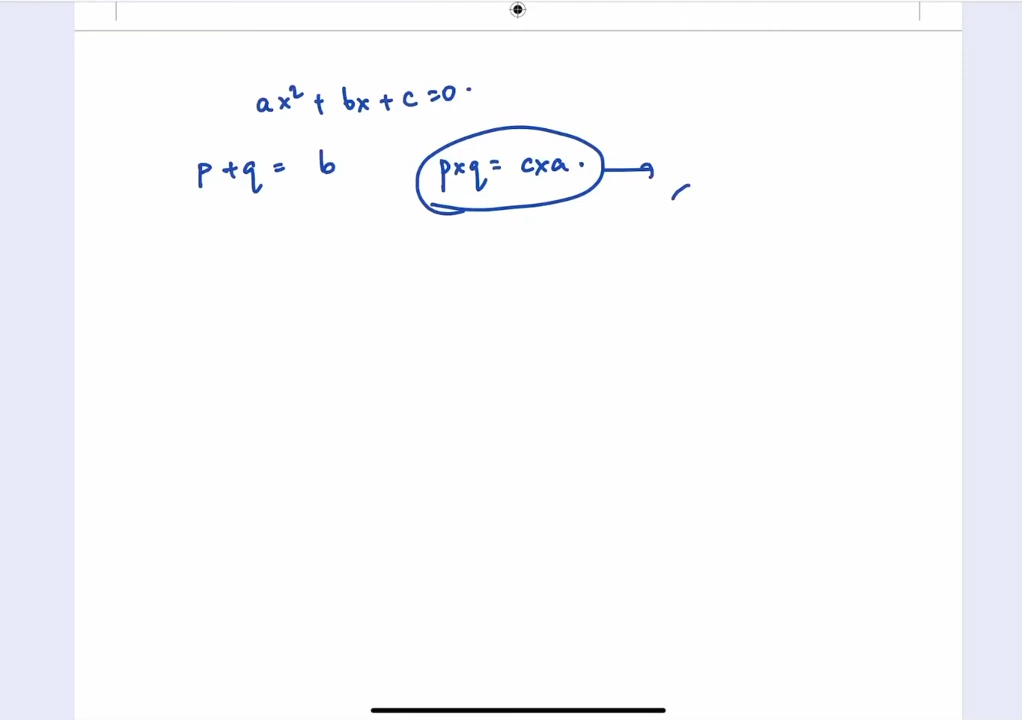 ax² + bx + c = 0.
p + q = b p x q = c x a.